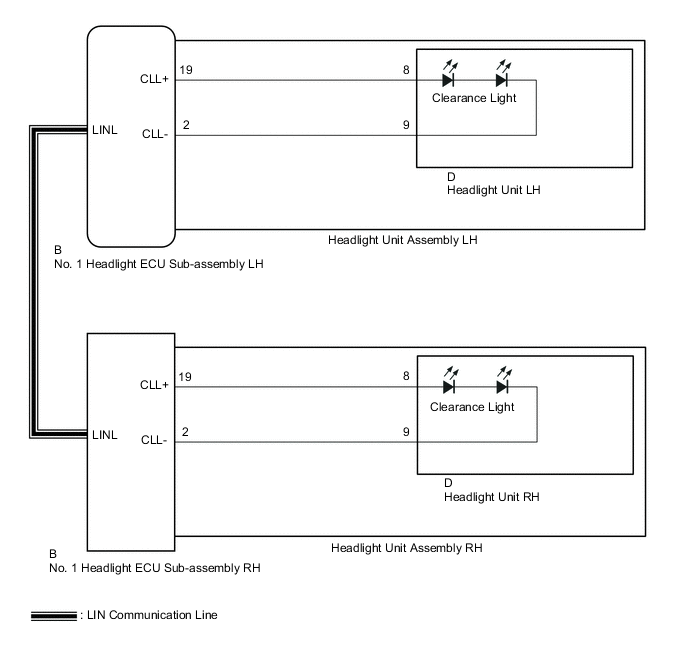 CLL+ 19 8
Clearance Light
LINL CLL- 2 9
D
Headlight Unit LH
Headlight Unit Assembly LH
B
No. 1 Headlight ECU Sub-assembly LH
CLL+ 19 8
Clearance Light
LINL CLL- 2 9
D
Headlight Unit RH
Headlight Unit Assembly RH
B
No. 1 Headlight ECU Sub-assembly RH
: LIN Communication Line